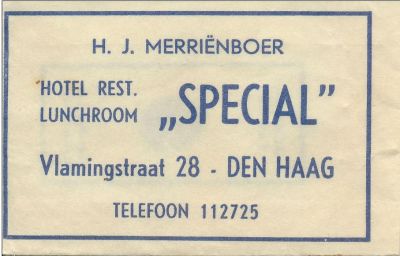 H. J. MERRIËNBOER
HOTEL REST.
LUNCHROOM „SPECIAL”
Vlamingstraat 28 - DEN HAAG
TELEFOON 112725